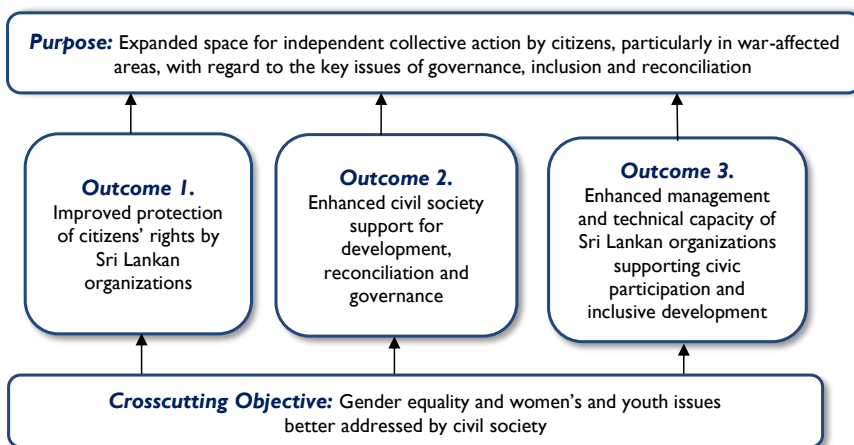 Purpose: Expanded space for independent collective action by citizens, particularly in war-affected
areas, with regard to the key issues of governance, inclusion and reconciliation
Outcome 1.
Improved protection
of citizens’ rights by
Sri Lankan
organizations
Outcome 2.
Enhanced civil society
support for
development,
reconciliation and
governance
Outcome 3.
Enhanced management
and technical capacity of
Sri Lankan organizations
supporting civic
participation and
inclusive development
Crosscutting Objective: Gender equality and women’s and youth issues
better addressed by civil society